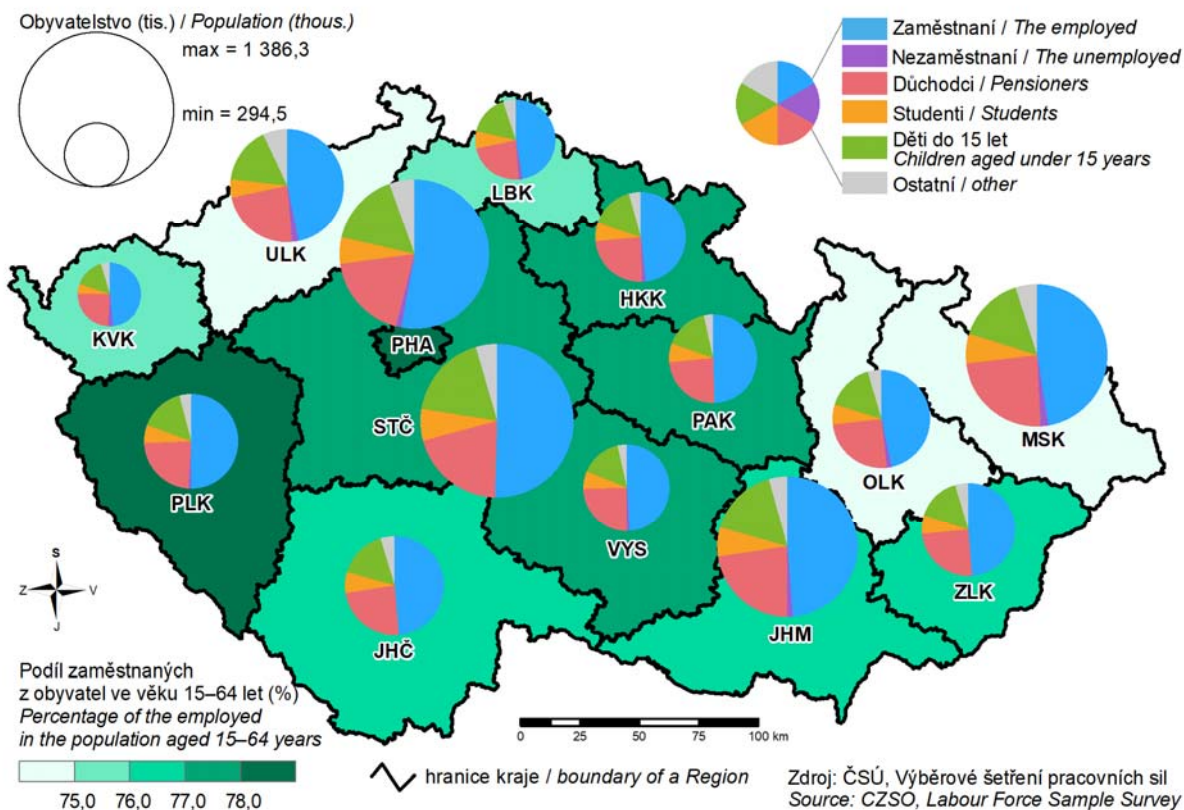 Obyvatelstvo (tis.) / Population (thous.)
max = 1 386,3
min = 294,5
Zaměstnaní / The employed
Nezaměstnaní / The unemployed
Důchodci / Pensioners
Studenti / Students
Děti do 15 let
Children aged under 15 years
Ostatní / other
LBK
ULK
HKK
KVK
PHA
PAK
STČ
MSK
OLK
PLK
VYS
ZLK
JHM
JHČ
S
Z V
J
Podíl zaměstnaných
z obyvatel ve věku 15–64 let (%)
Percentage of the employed
in the population aged 15–64 years
75,0 76,0 77,0 78,0
0 25 50 75 100 km
hranice kraje / boundary of a Region
Zdroj: ČSÚ, Výběrové šetření pracovních sil
Source: CZSO, Labour Force Sample Survey